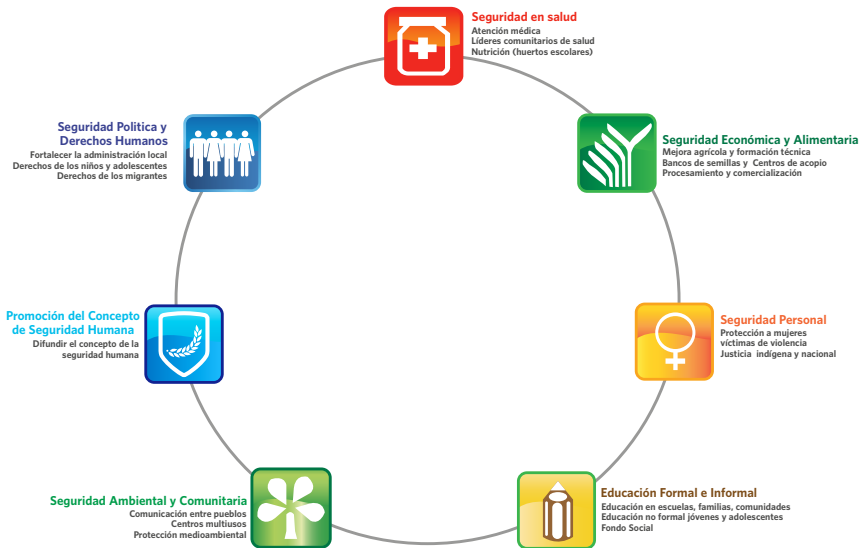 Seguridad en salud
Atención médica
Líderes comunitarios de salud
Nutrición (huertos escolares)
Seguridad Politica y
Derechos Humanos
Fortalecer la administración local
Derechos de los niños y adolescentes
Derechos de los migrantes
Seguridad Económica y Alimentaria
Mejora agrícola y formación técnica
Bancos de semillas y Centros de acopio
Procesamiento y comercialización
Promoción del Concepto
de Seguridad Humana
Difundir el concepto de la
seguridad humana
Seguridad Personal
Protección a mujeres
víctimas de violencia
Justicia indígena y nacional
Seguridad Ambiental y Comunitaria
Comunicación entre pueblos
Centros multiusos
Protección medioambiental
Educación Formal e Informal
Educación en escuelas, familias, comunidades
Educación no formal jóvenes y adolescentes
Fondo Social